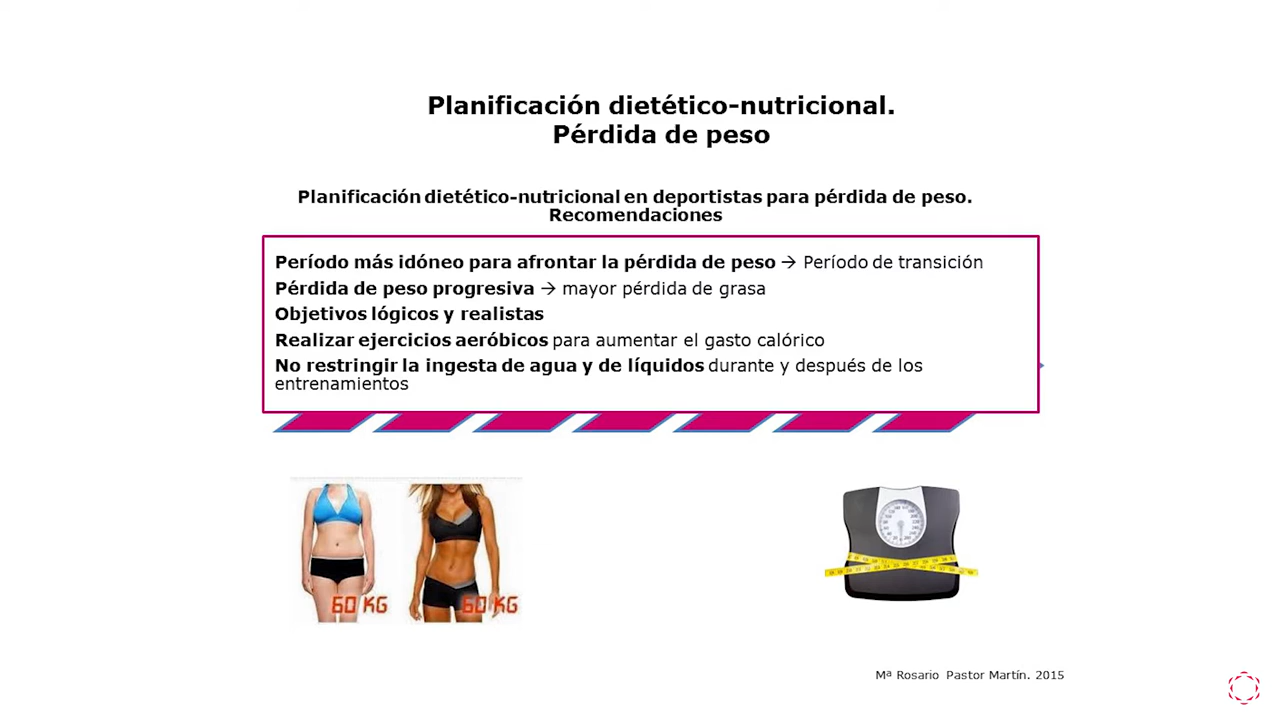 Planificación dietético-nutricional.
Pérdida de peso
Planificación dietético-nutricional en deportistas para pérdida de peso.
Recomendaciones
Período más idóneo para afrontar la pérdida de peso → Período de transición
Pérdida de peso progresiva → mayor pérdida de grasa
Objetivos lógicos y realistas
Realizar ejercicios aeróbicos para aumentar el gasto calórico
No restringir la ingesta de agua y de líquidos durante y después de los
entrenamientos
60 KG
60 KG
Mª Rosario Pastor Martín. 2015